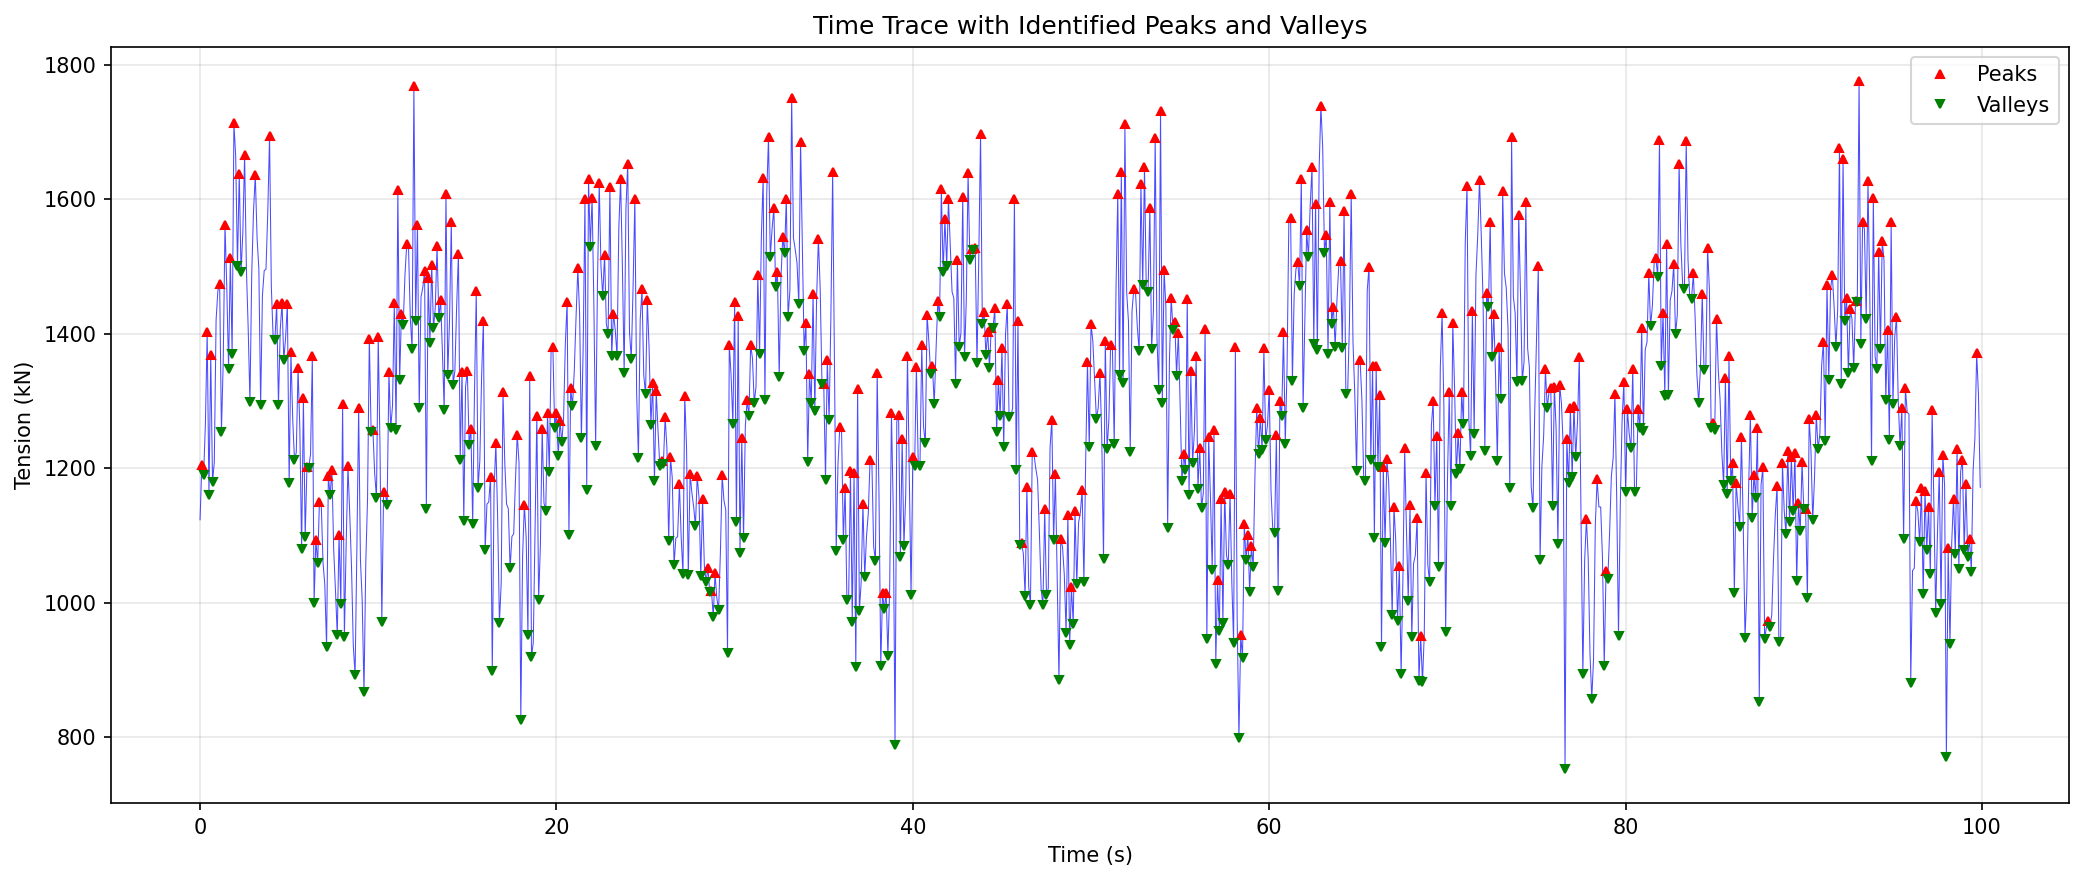 Time Trace with Identified Peaks and Valleys
Peaks
Valleys
Tension (kN)
1800
1600
1400
1200
1000
800
0 20 40 60 80 100
Time (s)